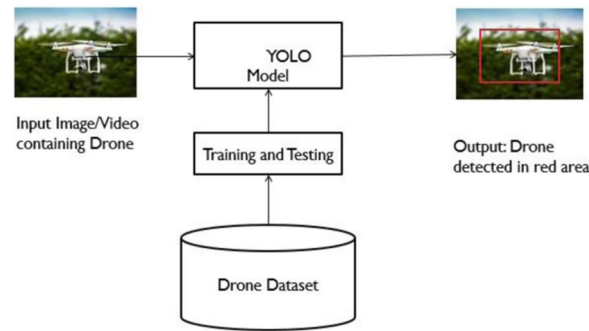 YOLO
Model
Input Image/Video
containing Drone
Training and Testing
Output: Drone
detected in red area
Drone Dataset